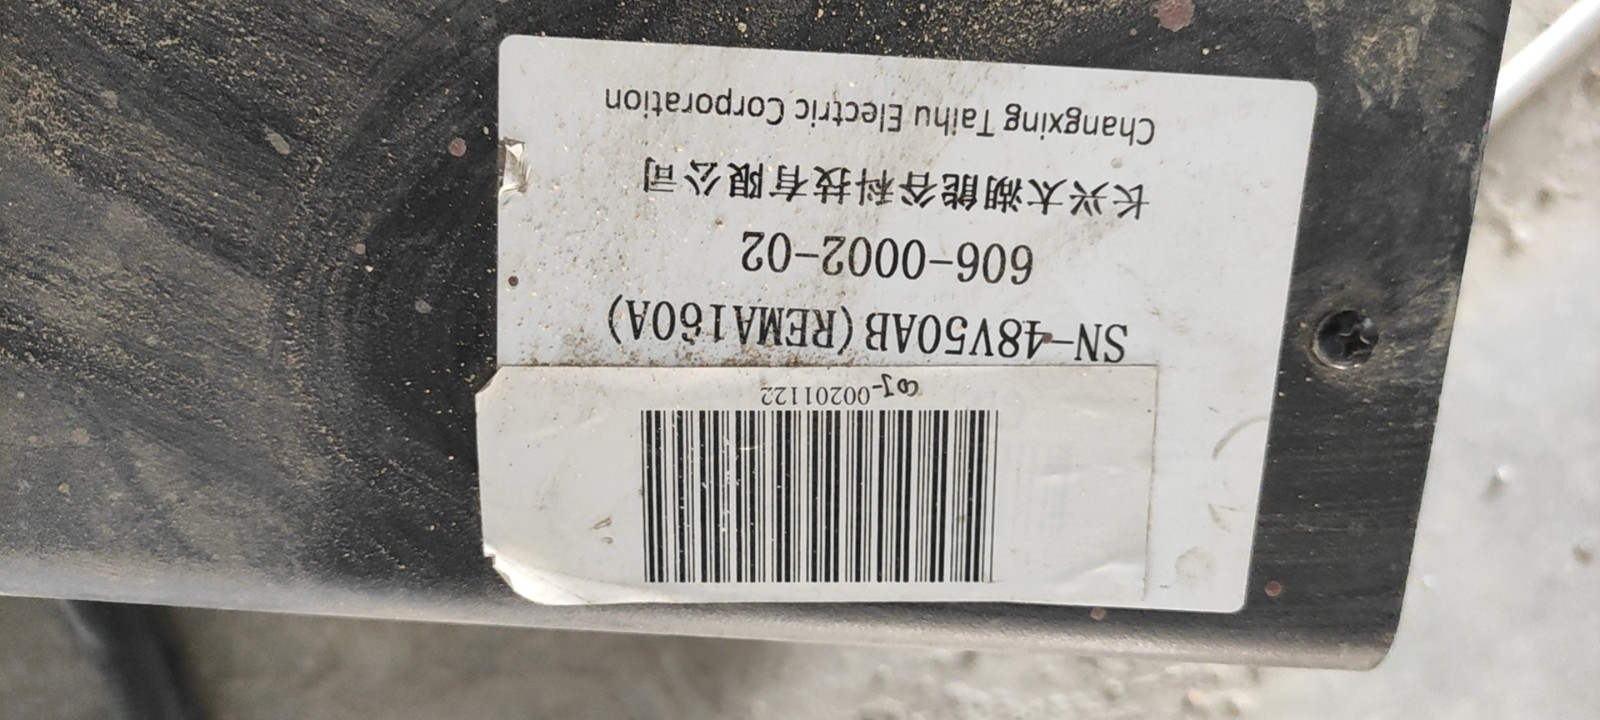 Changxing Taihu Electric Corporation
长兴太湖能谷科技有限公司
606-0002-02
SN-48V50AB(REMA160A)
-00201122